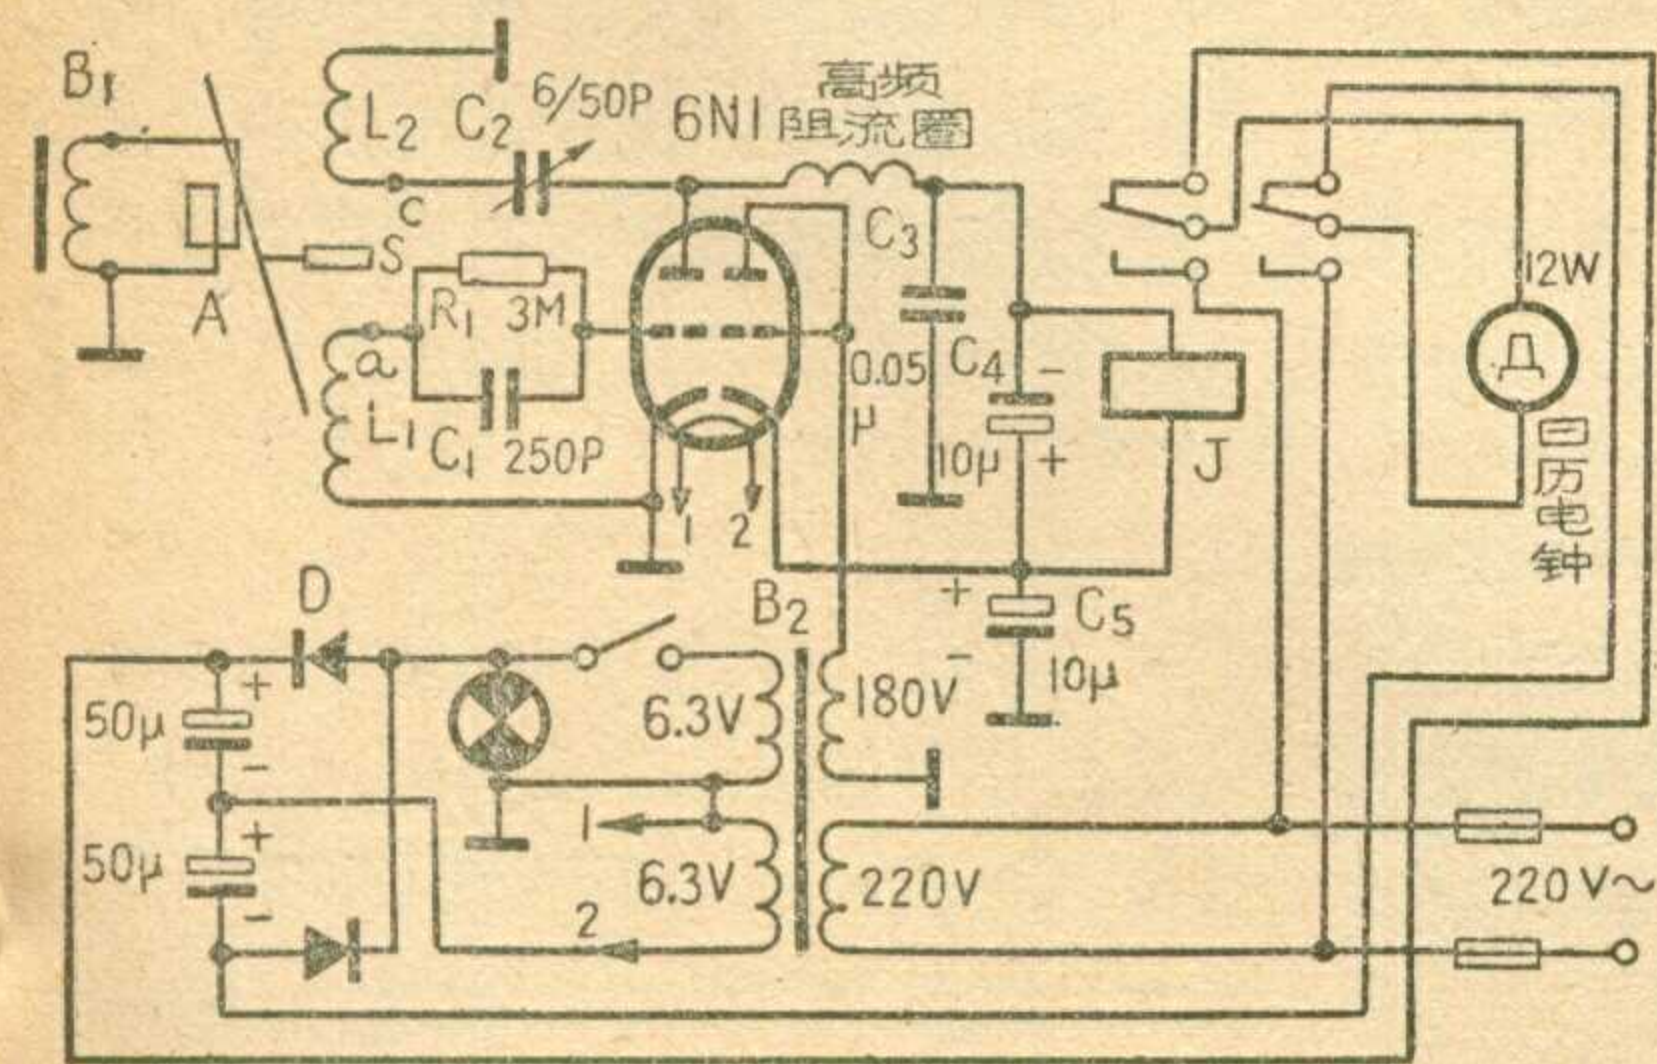 B1
L2
C2
6/50P
6N1
高频
阻流圈
c
S
A
R1
3M
a
L1
C1
250P
1
2
C3
0.05
μ
C4
-
10μ
+
J
12W
日历电钟
D
B2
+
C5
-
10μ
+
50μ
-
+
50μ
-
6.3V
180V
1
6.3V
2
220V
220V~